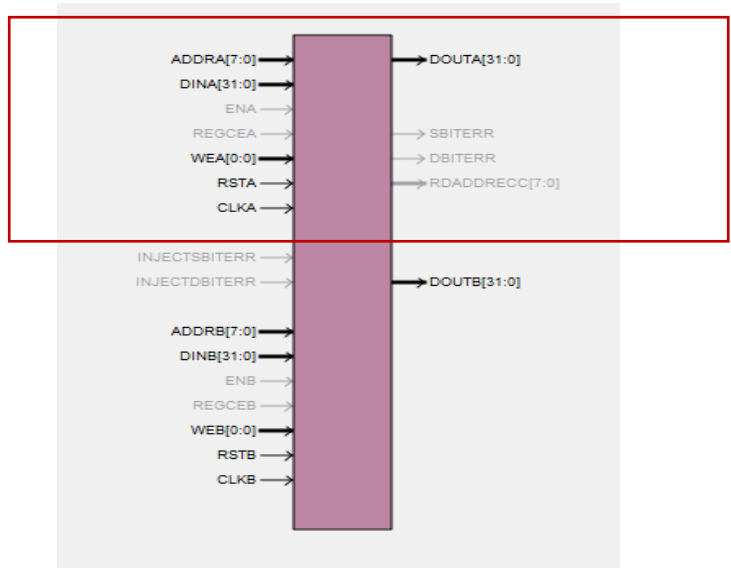 ADDRA[7:0]
DOUTA[31:0]
DINA[31:0]
ENA
REGCEA
SBITERR
WEA[0:0]
DBITERR
RSTA
RDADDRECC[7:0]
CLKA
INJECTSBITERR
INJECTDBITERR
DOUTB[31:0]
ADDRB[7:0]
DINB[31:0]
ENB
REGCEB
WEB[0:0]
RSTB
CLKB